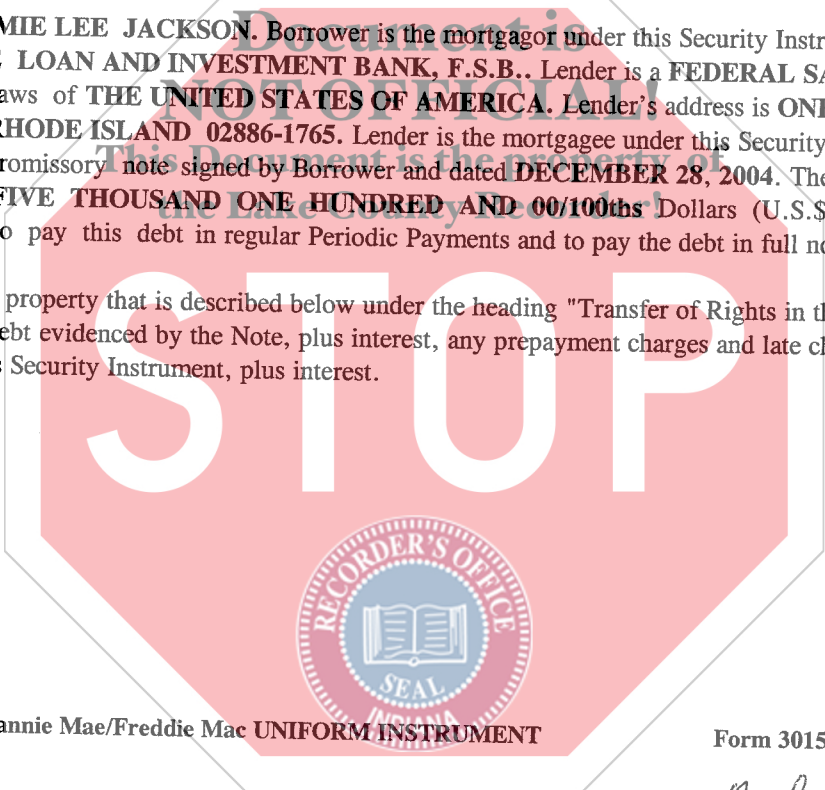 MIE LEE JACKSON. Borrower is the mortgagor under this Security Instr
Document is
LOAN AND INVESTMENT BANK, F.S.B.. Lender is a FEDERAL SA
NOT OFFICIAL!
aws of THE UNITED STATES OF AMERICA. Lender's address is ONE
RHODE ISLAND 02886-1765. Lender is the mortgagee under this Security
This Document is the property of
romissory note signed by Borrower and dated DECEMBER 28, 2004. The
FIVE THOUSAND ONE HUNDRED AND 00/100ths Dollars (U.S.$
the Lake County Recorder!
o pay this debt in regular Periodic Payments and to pay the debt in full no
property that is described below under the heading "Transfer of Rights in th
ebt evidenced by the Note, plus interest, any prepayment charges and late ch
Security Instrument, plus interest.
STOP
RECORDER'S OFFICE
SEAL
INDIANA
annie Mae/Freddie Mac UNIFORM INSTRUMENT
Form 3015